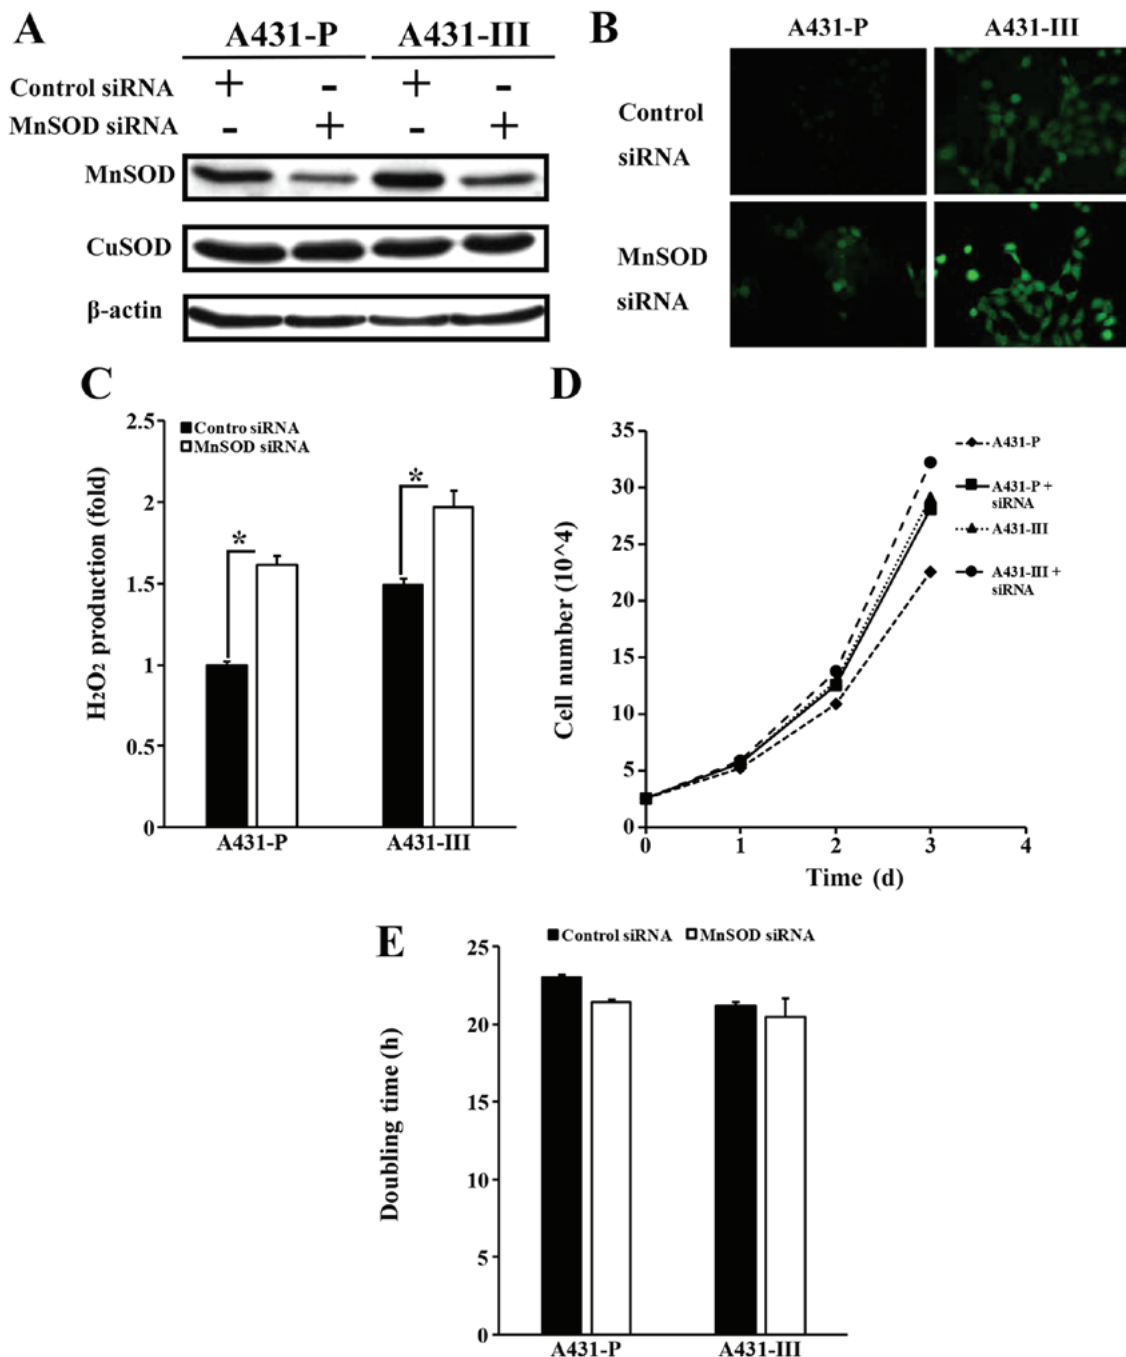 A
A431-P A431-III
Control siRNA + - + -
MnSOD siRNA - + - +
MnSOD
CuSOD
β-actin
B
A431-P A431-III
Control
siRNA
MnSOD
siRNA
C
H2O2 production (fold)
2.5
2
1.5
1
0.5
0
Contro siRNA
MnSOD siRNA
*
*
A431-P A431-III
D
Cell number (10^4)
35
30
25
20
15
10
5
0
0 1 2 3 4
Time (d)
A431-P
A431-P +
siRNA
A431-III
A431-III +
siRNA
E
Control siRNA MnSOD siRNA
Doubling time (h)
25
20
15
10
5
0
A431-P A431-III